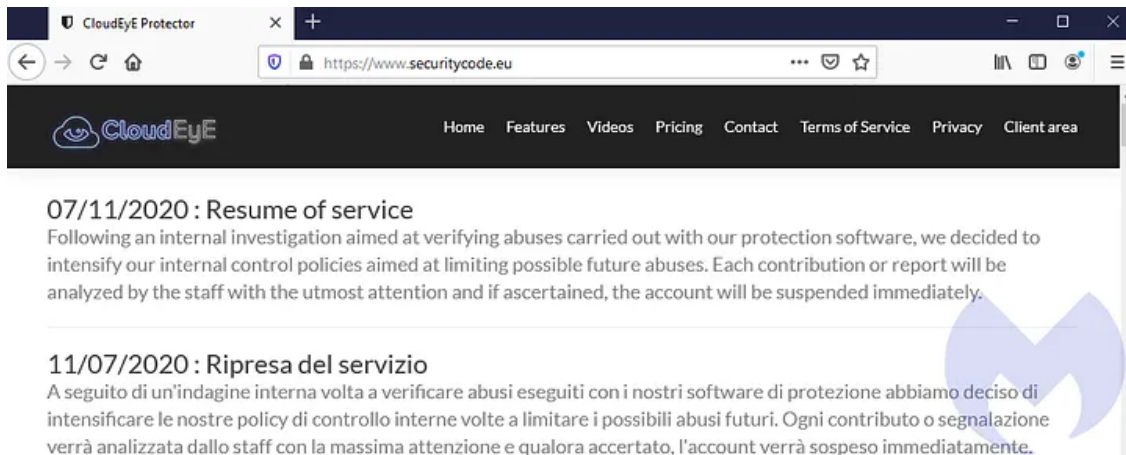 CloudEyE Protector
https://www.securitycode.eu
CloudEyE
Home Features Videos Pricing Contact Terms of Service Privacy Client area
07/11/2020 : Resume of service
Following an internal investigation aimed at verifying abuses carried out with our protection software, we decided to
intensify our internal control policies aimed at limiting possible future abuses. Each contribution or report will be
analyzed by the staff with the utmost attention and if ascertained, the account will be suspended immediately.
11/07/2020 : Ripresa del servizio
A seguito di un'indagine interna volta a verificare abusi eseguiti con i nostri software di protezione abbiamo deciso di
intensificare le nostre policy di controllo interne volte a limitare i possibili abusi futuri. Ogni contributo o segnalazione
verrà analizzata dallo staff con la massima attenzione e qualora accertato, l'account verrà sospeso immediatamente.